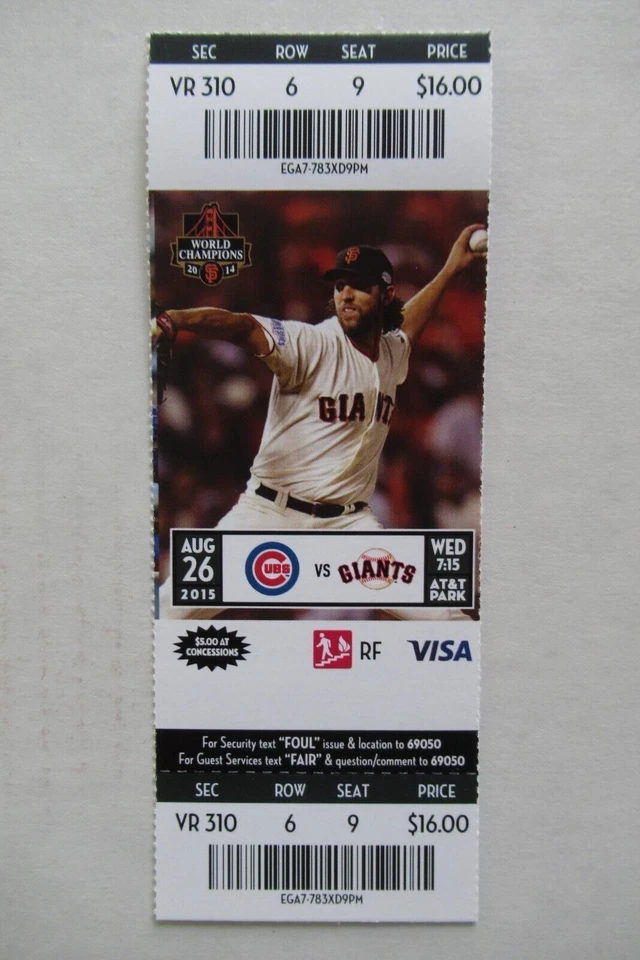 SEC ROW SEAT PRICE
VR 310 6 9 $16.00
EGA7-783XD9PM
WORLD
CHAMPIONS
20 SF 14
SF
GIANTS
AUG
26
2015
CUBS VS GIANTS
WED
7:15
AT&T
PARK
$5.00 AT
CONCESSIONS
RF VISA
For Security text "FOUL" issue & location to 69050
For Guest Services text "FAIR" & question/comment to 69050
SEC ROW SEAT PRICE
VR 310 6 9 $16.00
EGA7-783XD9PM